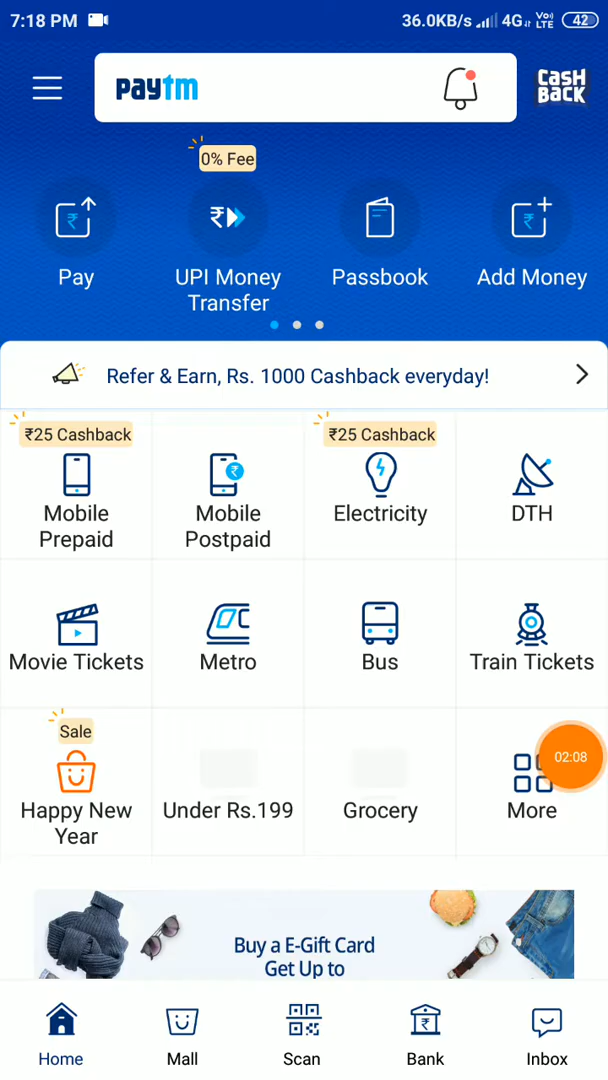 7:18 PM 36.0KB/s 4G Vo) LTE 42
paytm
CASH BACK
0% Fee
Pay
UPI Money Transfer
Passbook
Add Money
Refer & Earn, Rs. 1000 Cashback everyday!
₹25 Cashback
₹25 Cashback
Mobile Prepaid
Mobile Postpaid
Electricity
DTH
Movie Tickets
Metro
Bus
Train Tickets
Sale
02:08
Happy New Year
Under Rs.199
Grocery
More
Buy a E-Gift Card
Get Up to
Home
Mall
Scan
Bank
Inbox